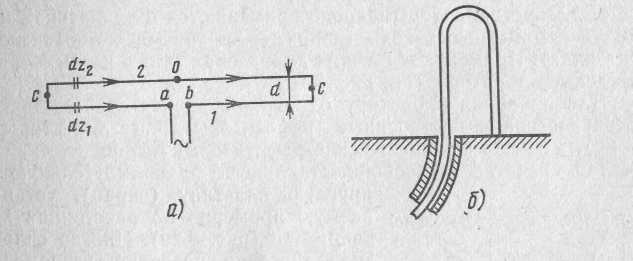 dz₂ 2 0
c a b d c
dz₁ 1
а) б)